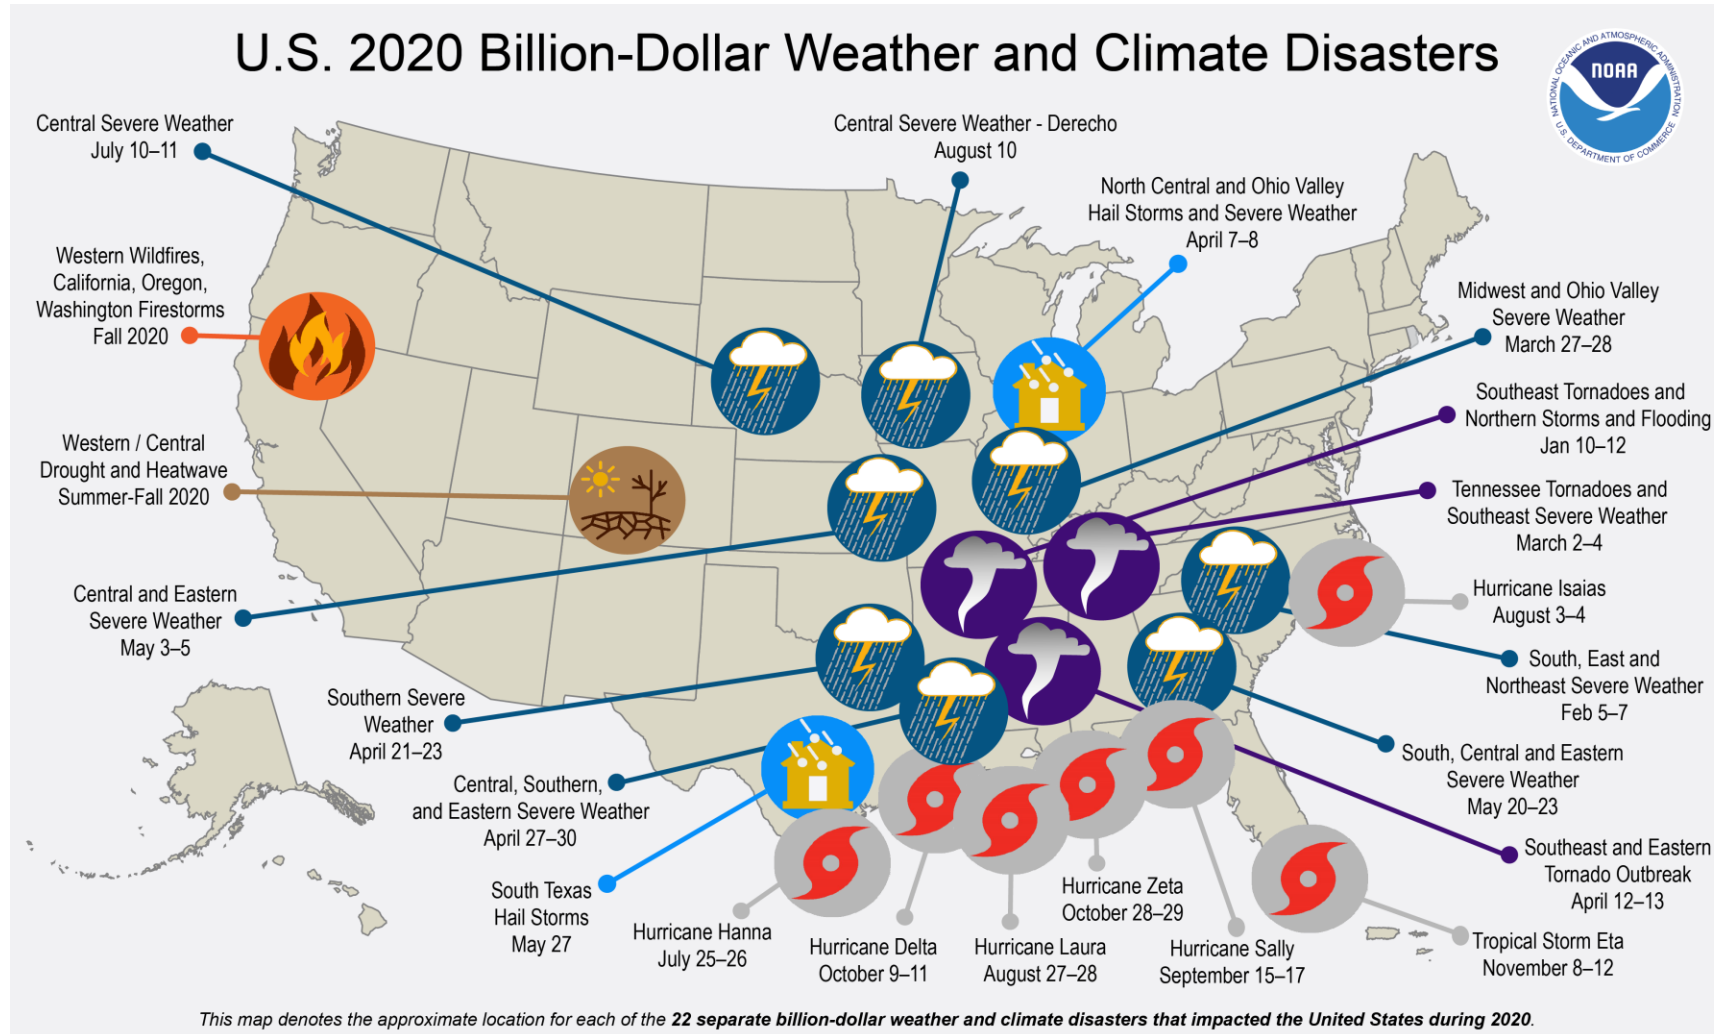 U.S. 2020 Billion-Dollar Weather and Climate Disasters
NATIONAL OCEANIC AND ATMOSPHERIC ADMINISTRATION
NOAA
U.S. DEPARTMENT OF COMMERCE
Central Severe Weather
July 10–11
Central Severe Weather - Derecho
August 10
North Central and Ohio Valley
Hail Storms and Severe Weather
April 7–8
Western Wildfires,
California, Oregon,
Washington Firestorms
Fall 2020
Midwest and Ohio Valley
Severe Weather
March 27–28
Southeast Tornadoes and
Northern Storms and Flooding
Jan 10–12
Western / Central
Drought and Heatwave
Summer-Fall 2020
Tennessee Tornadoes and
Southeast Severe Weather
March 2–4
Central and Eastern
Severe Weather
May 3–5
Hurricane Isaias
August 3–4
South, East and
Northeast Severe Weather
Feb 5–7
Southern Severe
Weather
April 21–23
South, Central and Eastern
Severe Weather
May 20–23
Central, Southern,
and Eastern Severe Weather
April 27–30
Southeast and Eastern
Tornado Outbreak
April 12–13
South Texas
Hail Storms
May 27
Hurricane Hanna
July 25–26
Hurricane Delta
October 9–11
Hurricane Laura
August 27–28
Hurricane Zeta
October 28–29
Hurricane Sally
September 15–17
Tropical Storm Eta
November 8–12
This map denotes the approximate location for each of the 22 separate billion-dollar weather and climate disasters that impacted the United States during 2020.